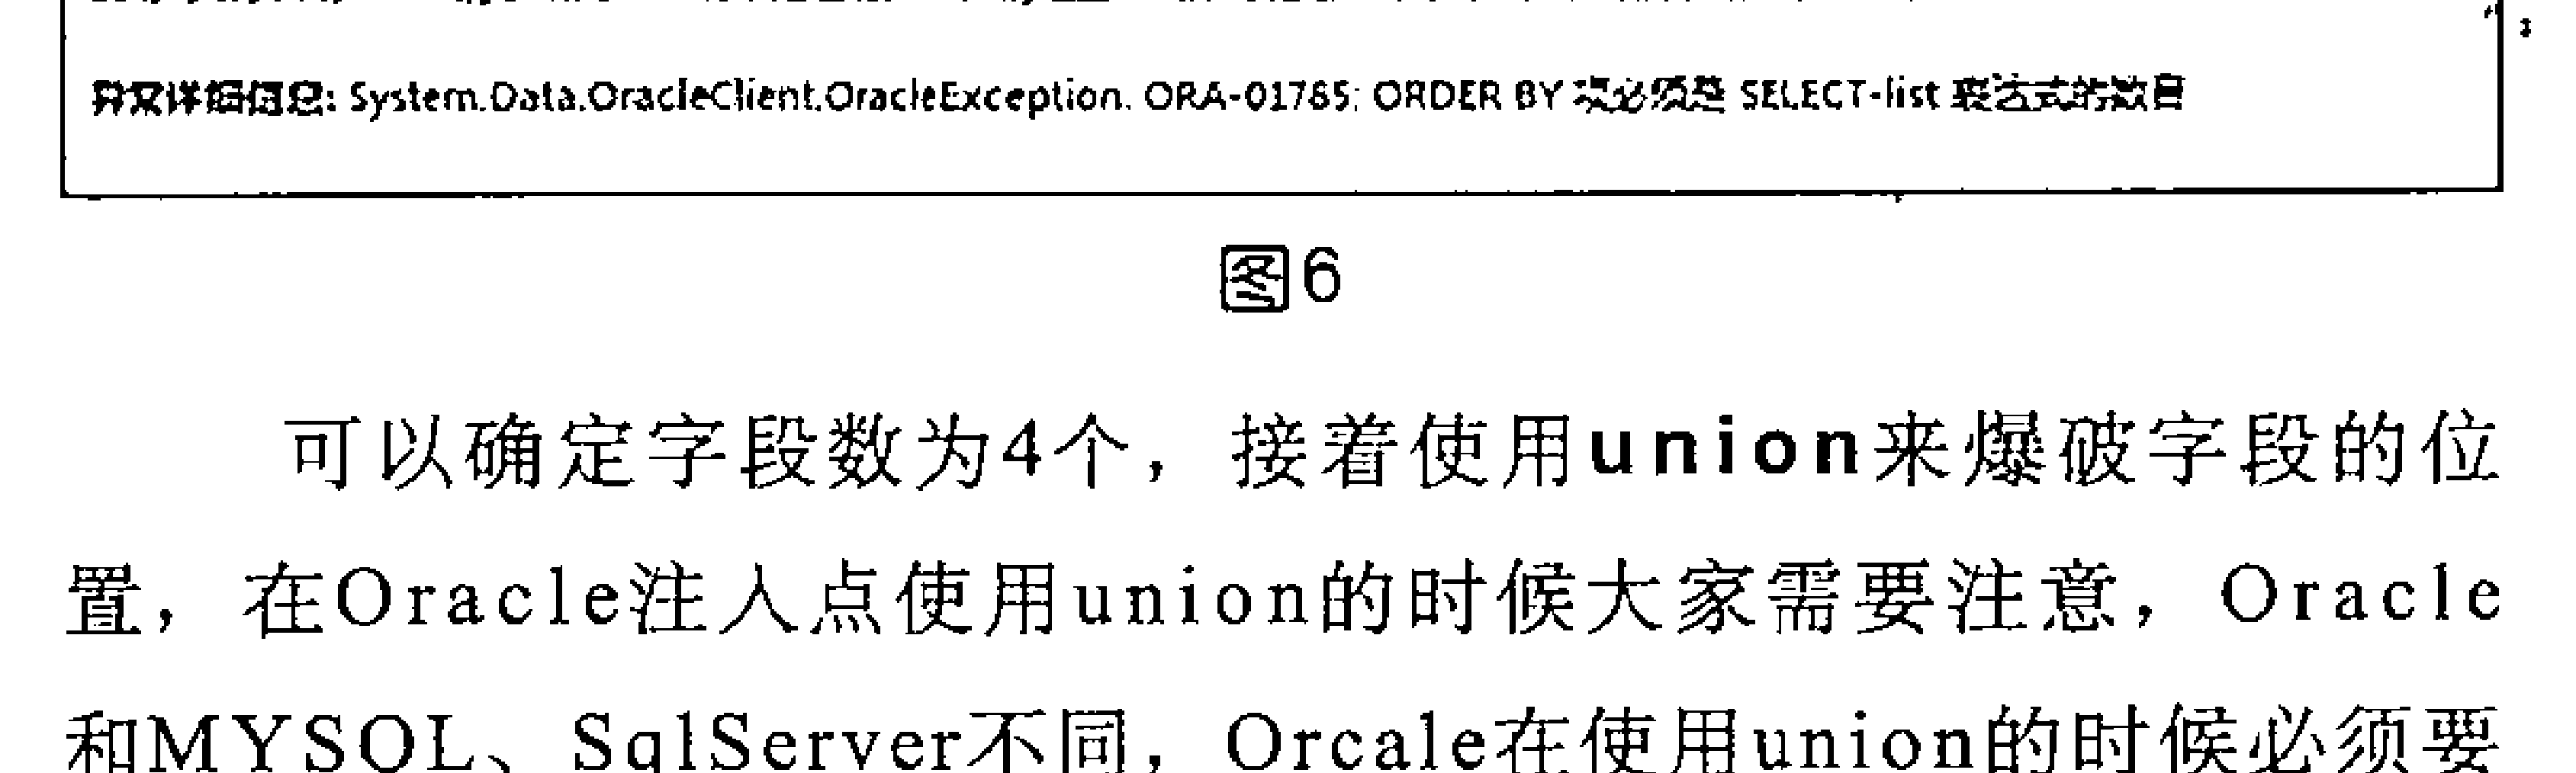 异常详细信息: System.Data.OracleClient.OracleException. ORA-01785: ORDER BY 项必须是 SELECT-list 表达式的数目
图6
可以确定字段数为4个，接着使用union来爆破字段的位
置，在Oracle注入点使用union的时候大家需要注意，Oracle
和MYSQL、SqlServer不同，Orcale在使用union的时候必须要